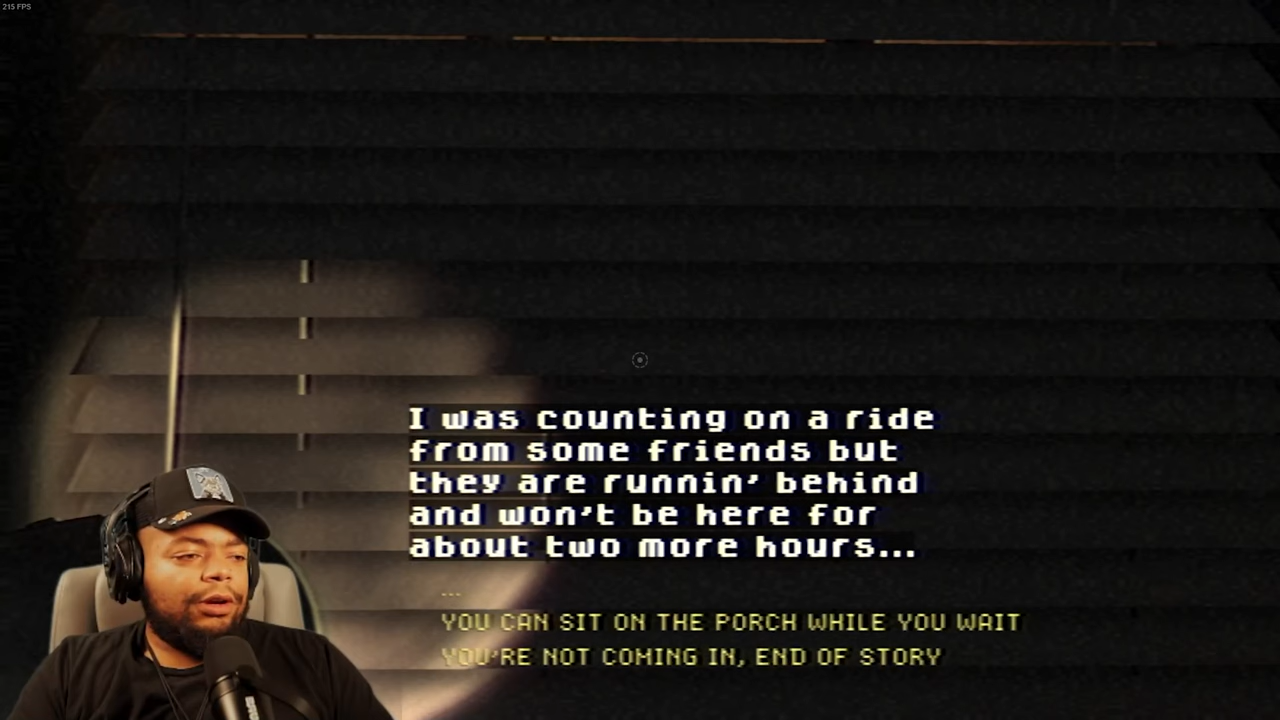 215 FPS
I was counting on a ride
from some friends but
they are runnin' behind
and won't be here for
about two more hours...
...
YOU CAN SIT ON THE PORCH WHILE YOU WAIT
YOU'RE NOT COMING IN, END OF STORY